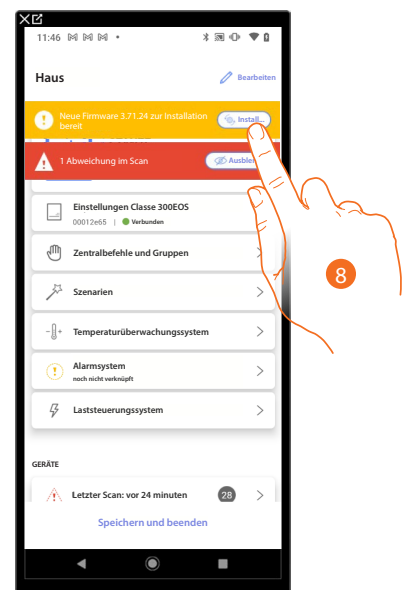 11:46
Haus
Bearbeiten
Neue Firmware 3.71.24 zur Installation
bereit
Install...
1 Abweichung im Scan
Ausblen
Einstellungen Classe 300EOS
00012e65 | Verbunden
Zentralbefehle und Gruppen
Szenarien
Temperaturüberwachungssystem
Alarmsystem
noch nicht verknüpft
Laststeuerungssystem
GERÄTE
Letzter Scan: vor 24 minuten
28
Speichern und beenden
8